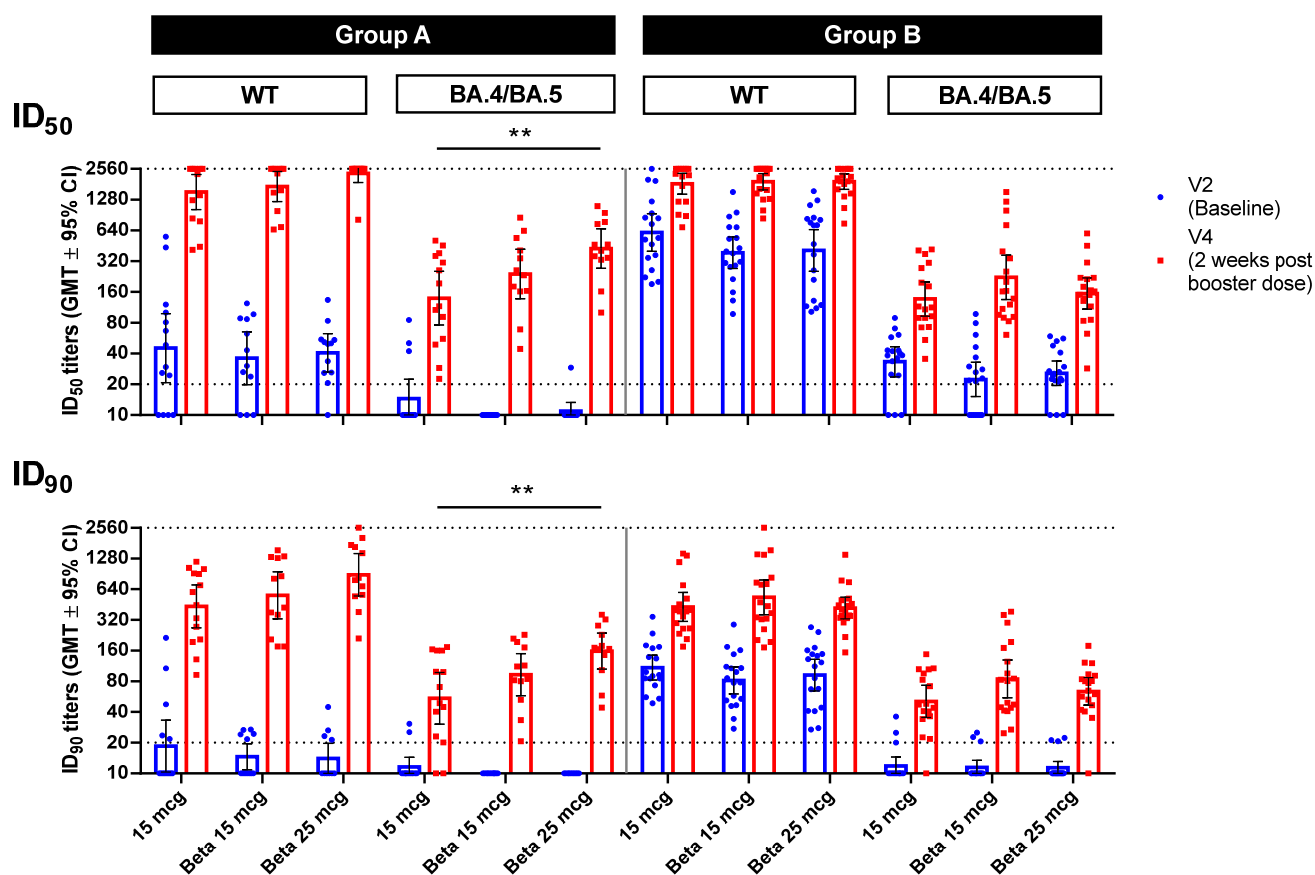 Group A
Group B
WT
BA.4/BA.5
WT
BA.4/BA.5
ID50
**
ID50 titers (GMT ± 95% CI)
2560
1280
640
320
160
80
40
20
10
V2
(Baseline)
V4
(2 weeks post
booster dose)
ID90
**
ID90 titers (GMT ± 95% CI)
2560
1280
640
320
160
80
40
20
10
15 mcg
Beta 15 mcg
Beta 25 mcg
15 mcg
Beta 15 mcg
Beta 25 mcg
15 mcg
Beta 15 mcg
Beta 25 mcg
15 mcg
Beta 15 mcg
Beta 25 mcg